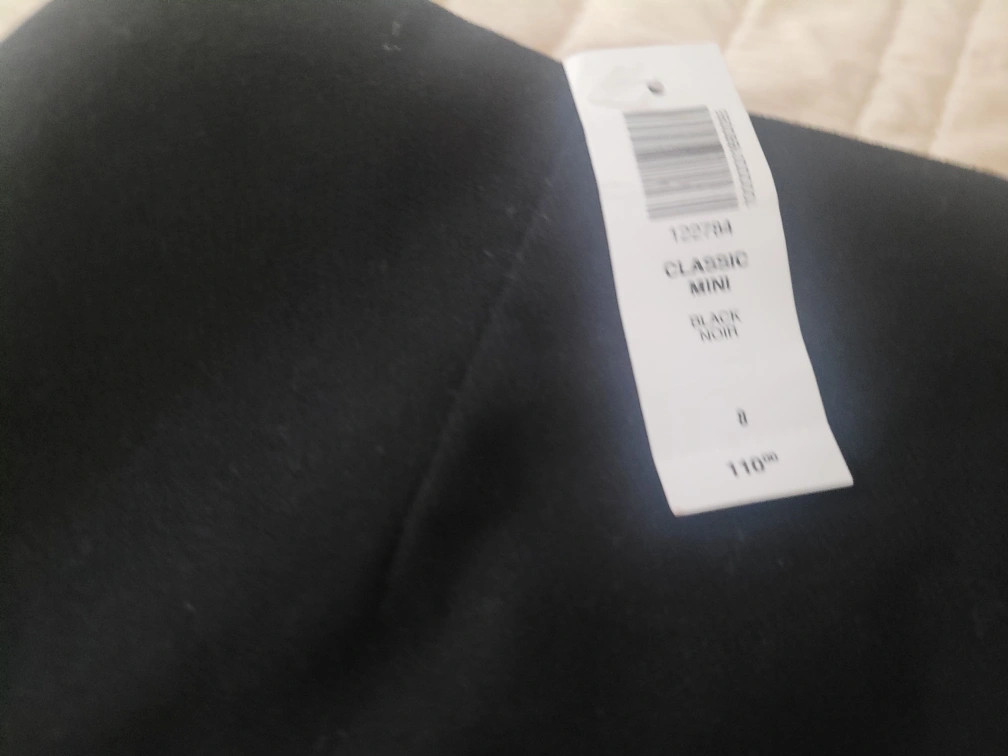 122784
CLASSIC
MINI
BLACK
NOIR
8
110⁰⁰